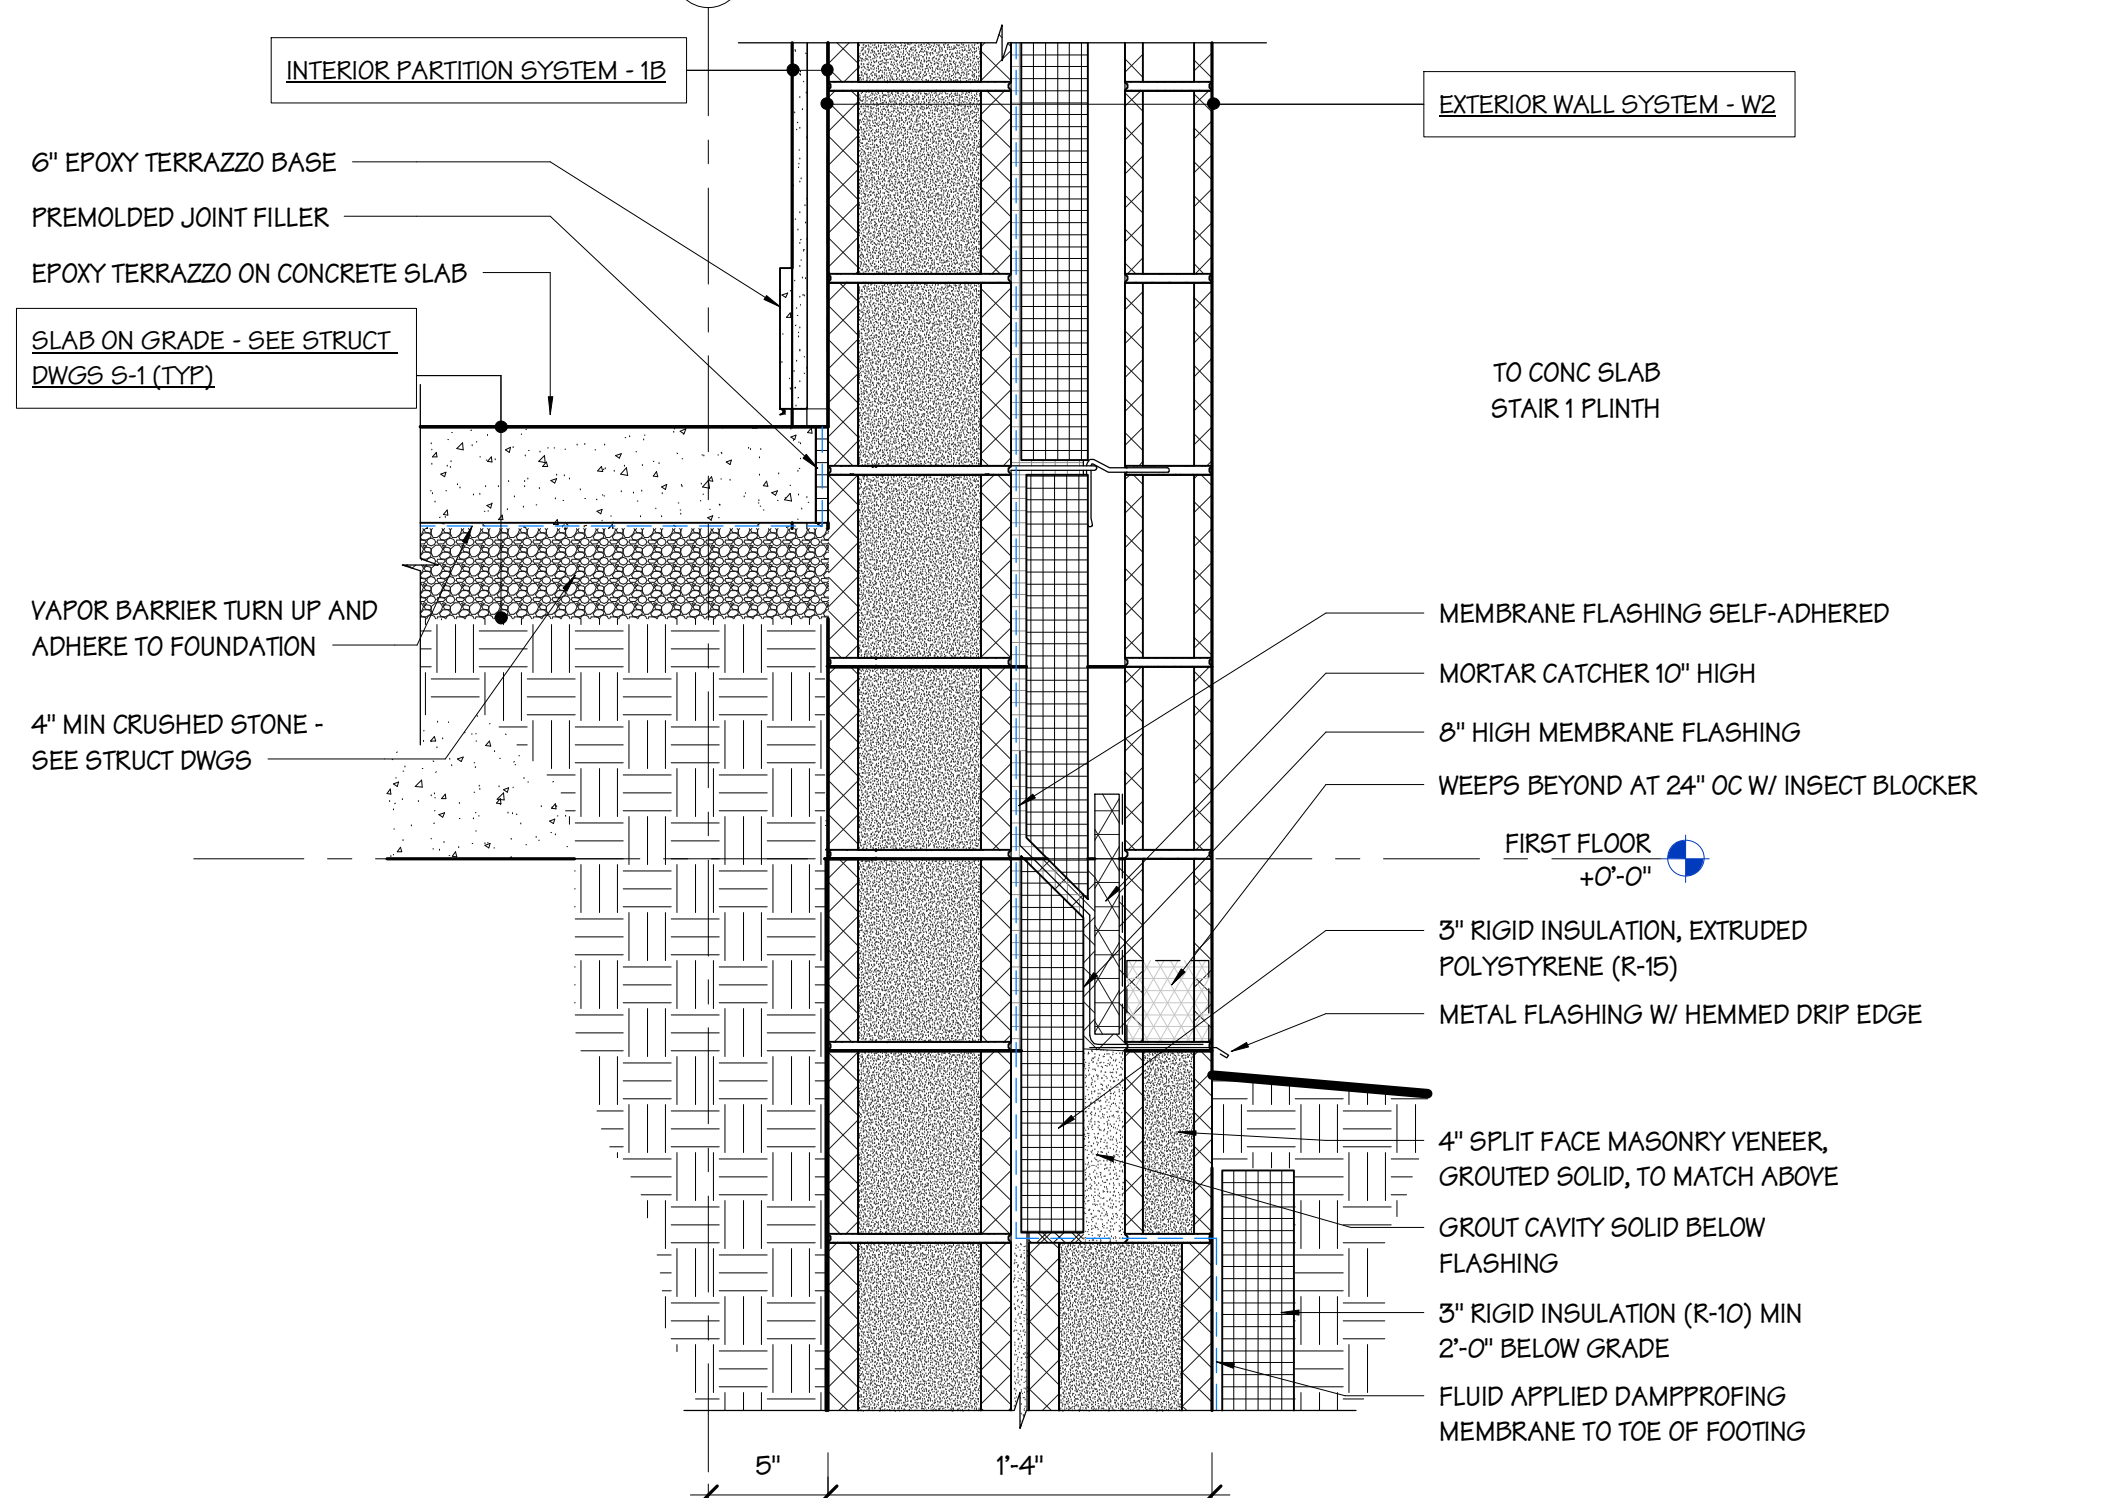 INTERIOR PARTITION SYSTEM - 1B
6" EPOXY TERRAZZO BASE
PREMOLDED JOINT FILLER
EPOXY TERRAZZO ON CONCRETE SLAB
SLAB ON GRADE - SEE STRUCT
DWGS S-1 (TYP)
VAPOR BARRIER TURN UP AND
ADHERE TO FOUNDATION
4" MIN CRUSHED STONE -
SEE STRUCT DWGS
EXTERIOR WALL SYSTEM - W2
TO CONC SLAB
STAIR 1 PLINTH
MEMBRANE FLASHING SELF-ADHERED
MORTAR CATCHER 10" HIGH
8" HIGH MEMBRANE FLASHING
WEEPS BEYOND AT 24" OC W/ INSECT BLOCKER
FIRST FLOOR
+0'-0"
3" RIGID INSULATION, EXTRUDED
POLYSTYRENE (R-15)
METAL FLASHING W/ HEMMED DRIP EDGE
4" SPLIT FACE MASONRY VENEER,
GROUTED SOLID, TO MATCH ABOVE
GROUT CAVITY SOLID BELOW
FLASHING
3" RIGID INSULATION (R-10) MIN
2'-0" BELOW GRADE
FLUID APPLIED DAMPPROFING
MEMBRANE TO TOE OF FOOTING
5"
1'-4"